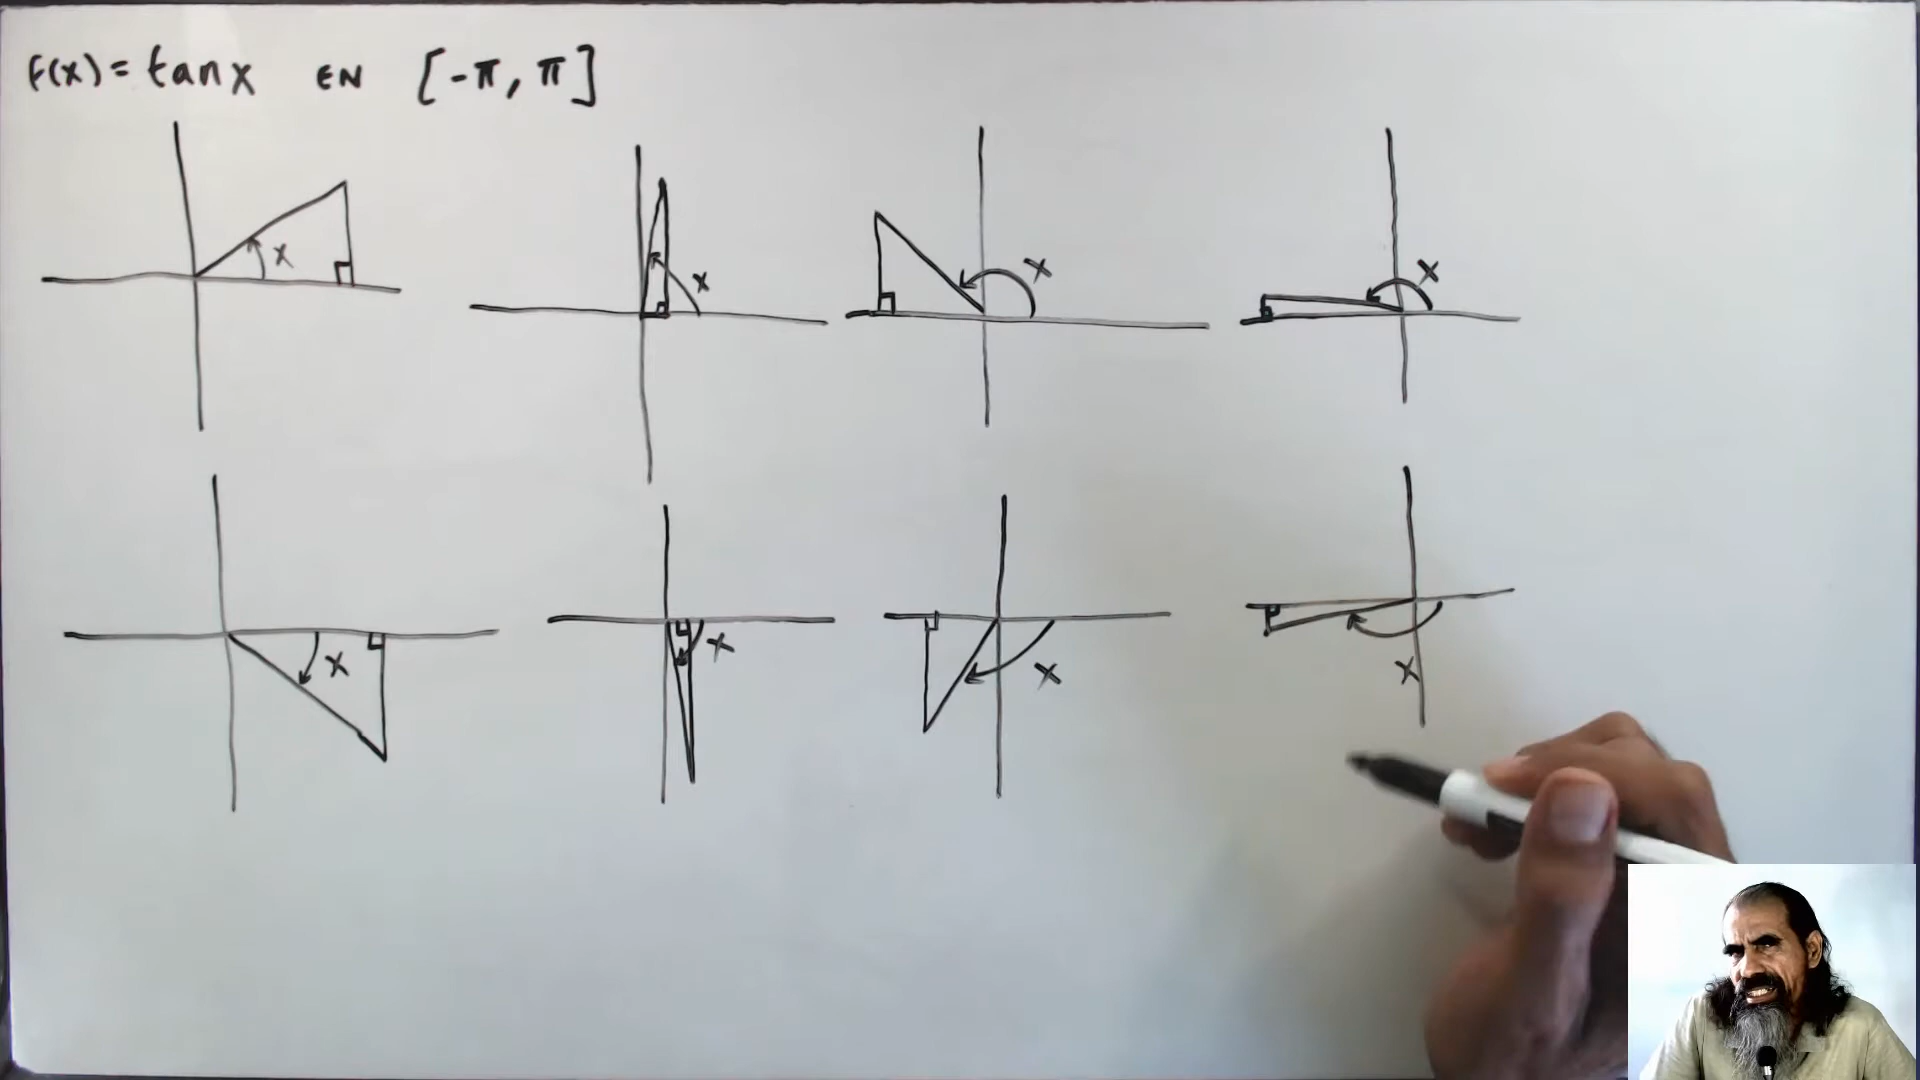 f(x) = tan x EN [-π, π]
x
x
x
x
x
x
x
x